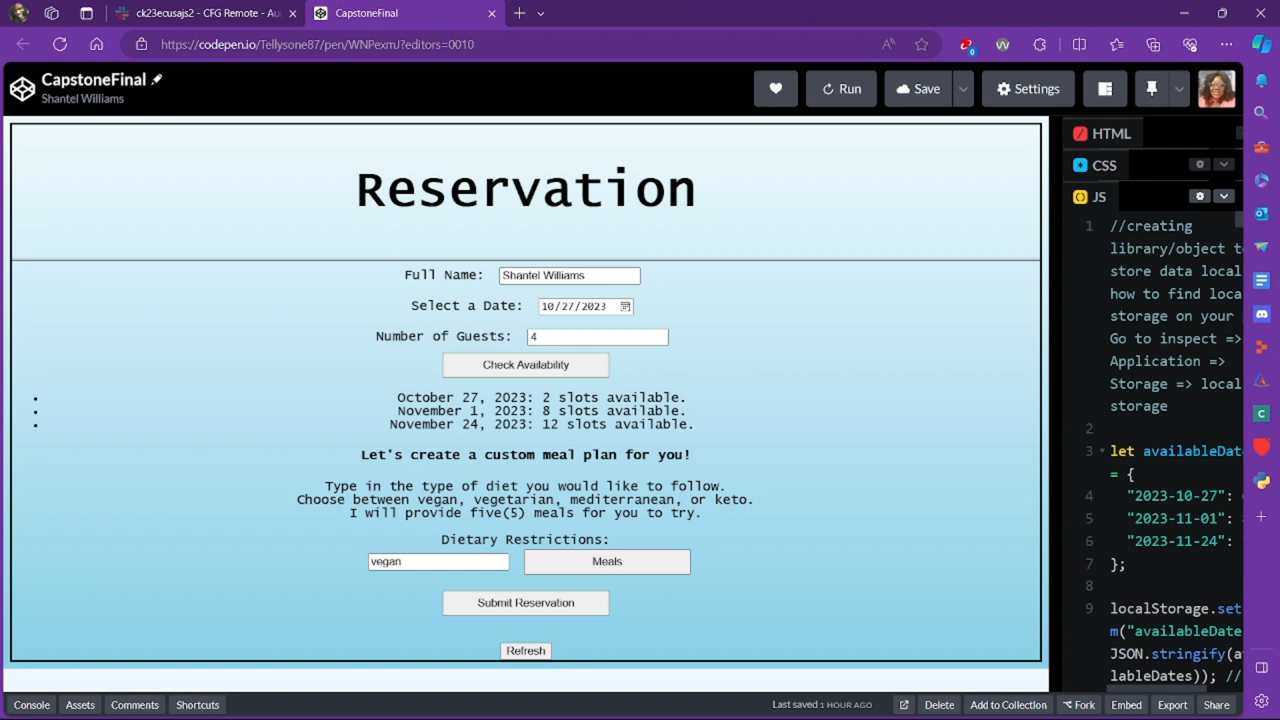 ck23ecusajs2 - CFG Remote - Au
CapstoneFinal
https://codepen.io/Tellysone87/pen/WNPexmJ?editors=0010
CapstoneFinal
Shantel Williams
Run
Save
Settings
Reservation
Full Name: Shantel Williams
Select a Date: 10/27/2023
Number of Guests: 4
Check Availability
October 27, 2023: 2 slots available.
November 1, 2023: 8 slots available.
November 24, 2023: 12 slots available.
Let's create a custom meal plan for you!
Type in the type of diet you would like to follow.
Choose between vegan, vegetarian, mediterranean, or keto.
I will provide five(5) meals for you to try.
Dietary Restrictions:
vegan Meals
Submit Reservation
Refresh
HTML
CSS
JS
1 //creating
library/object t
store data local
how to find loca
storage on your
Go to inspect =>
Application =>
Storage => local
storage
2
3 let availableDat
= {
4 "2023-10-27":
5 "2023-11-01":
6 "2023-11-24":
7 };
8
9 localStorage.set
m("availableDate
JSON.stringify(a
lableDates)); //
Console Assets Comments Shortcuts Last saved 1 HOUR AGO Delete Add to Collection Fork Embed Export Share